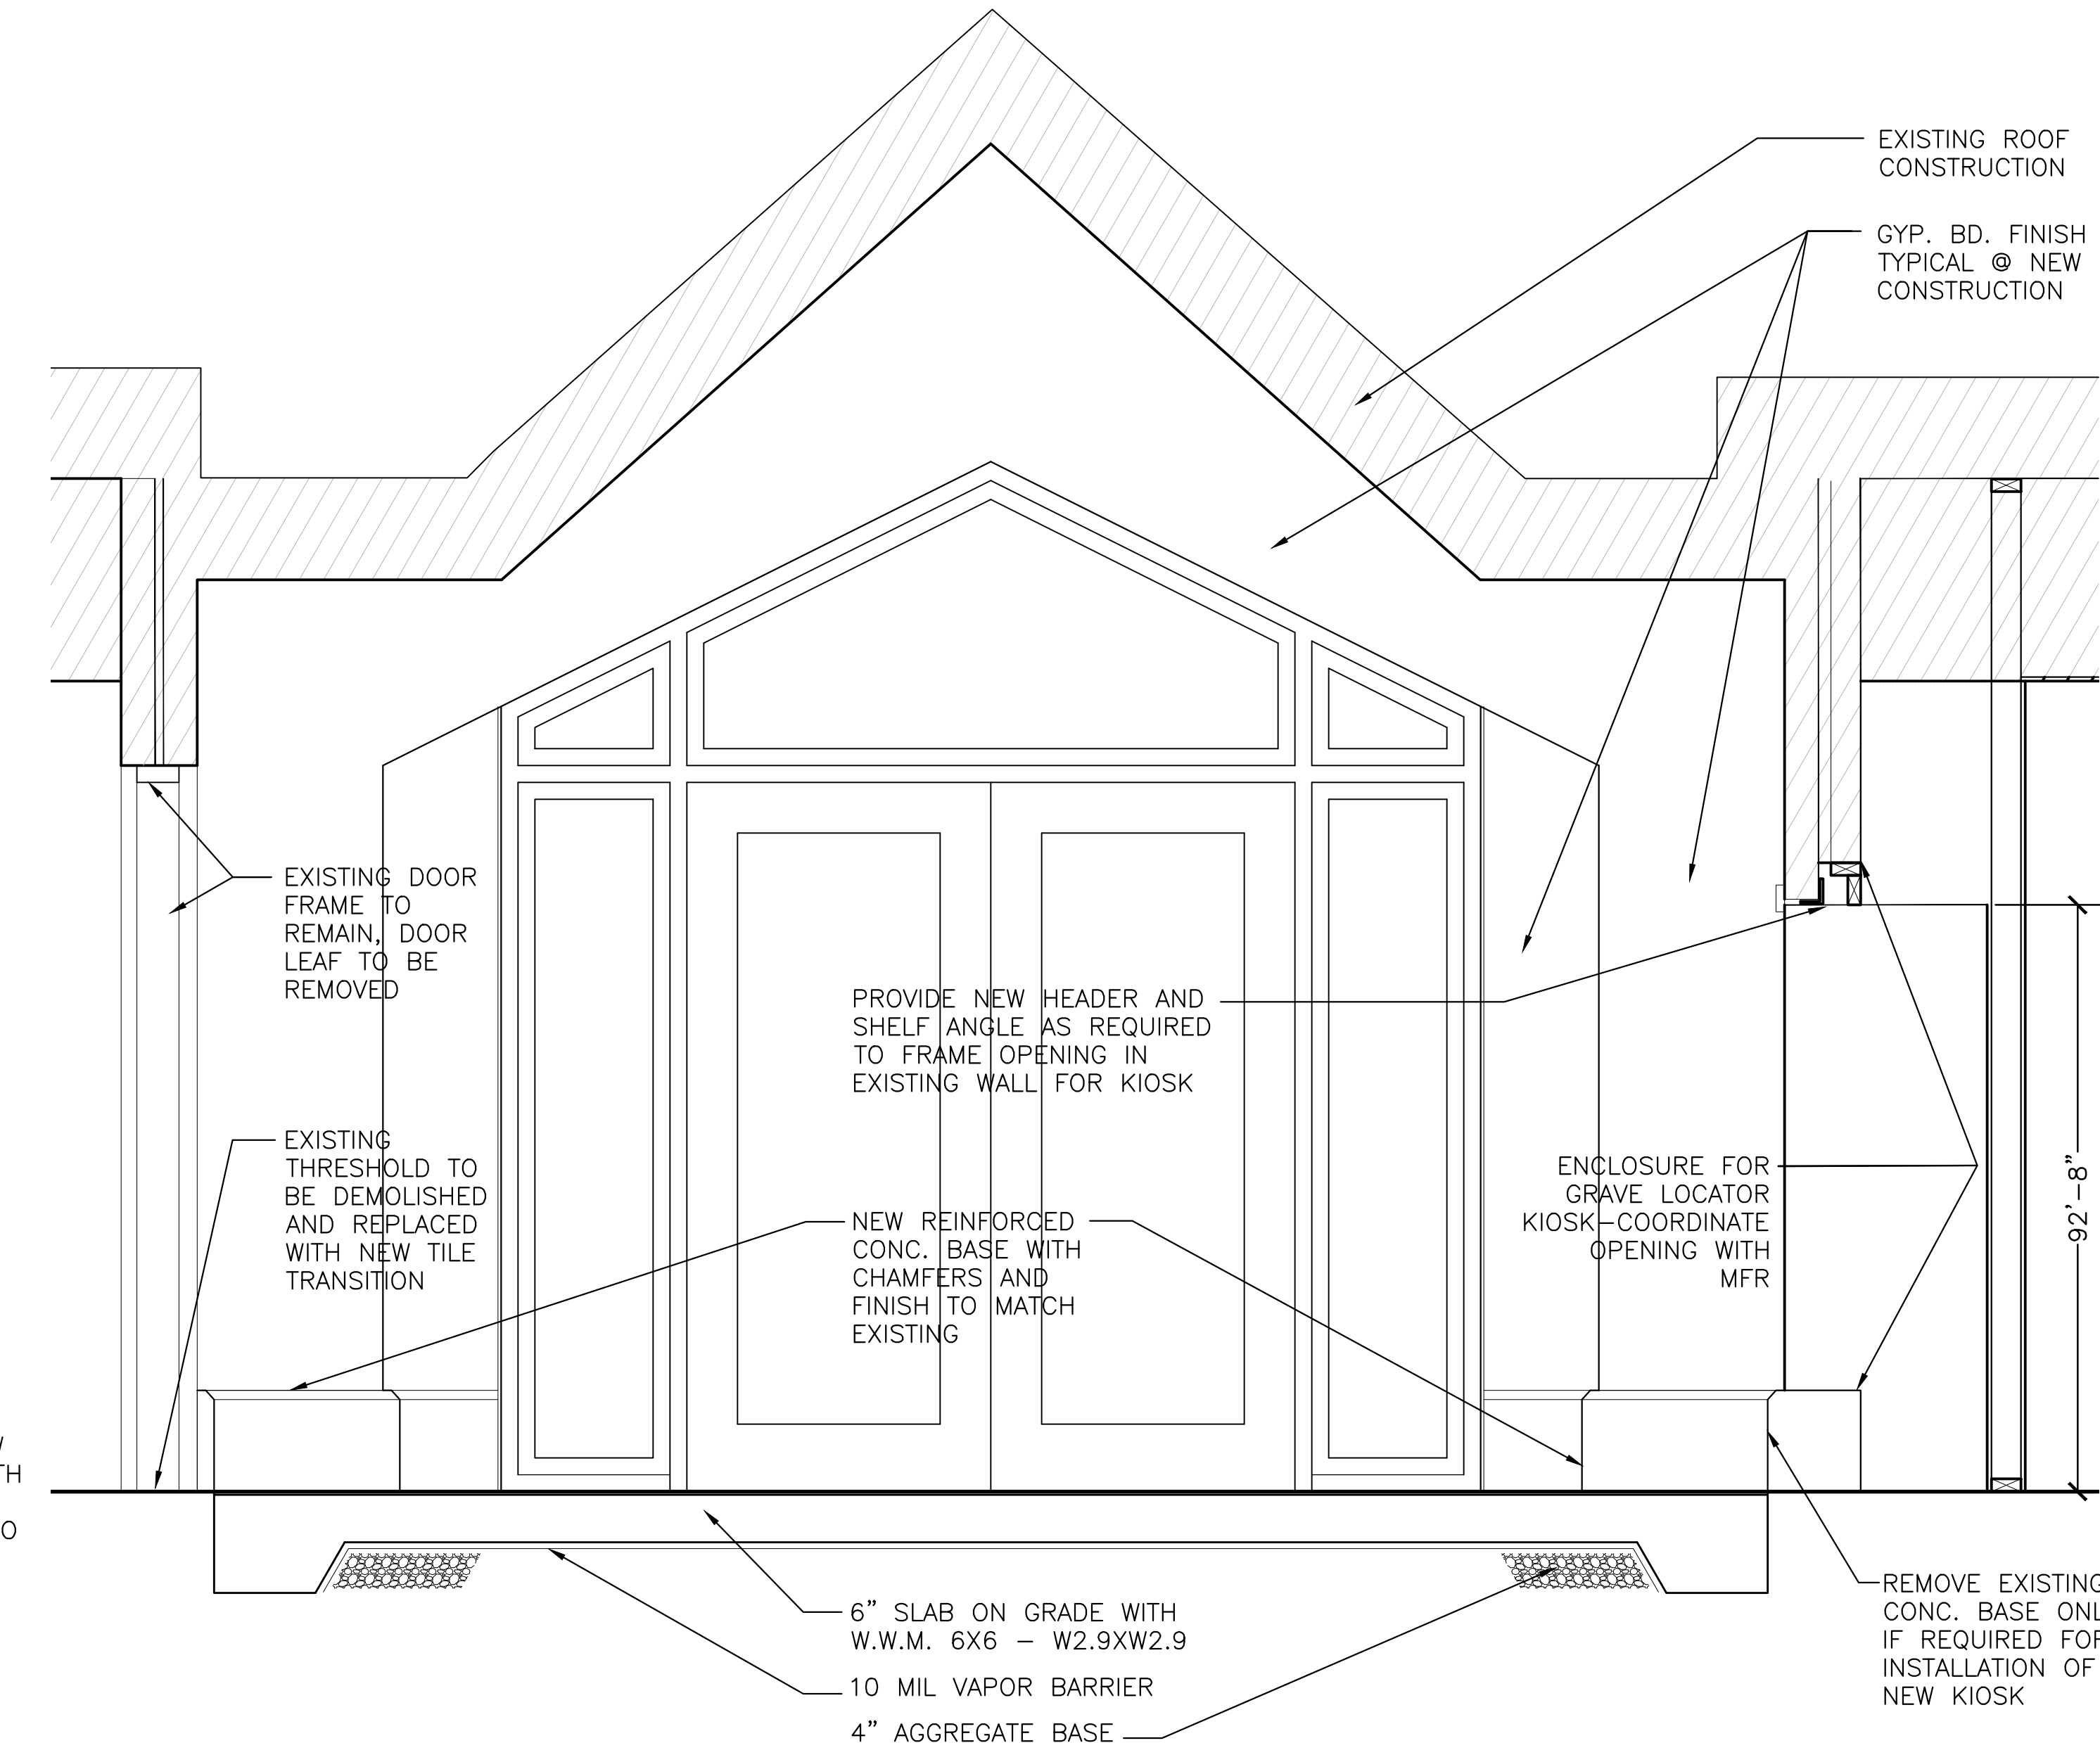 EXISTING ROOF
CONSTRUCTION
GYP. BD. FINISH
TYPICAL @ NEW
CONSTRUCTION
EXISTING DOOR
FRAME TO
REMAIN, DOOR
LEAF TO BE
REMOVED
PROVIDE NEW HEADER AND
SHELF ANGLE AS REQUIRED
TO FRAME OPENING IN
EXISTING WALL FOR KIOSK
EXISTING
THRESHOLD TO
BE DEMOLISHED
AND REPLACED
WITH NEW TILE
TRANSITION
NEW REINFORCED
CONC. BASE WITH
CHAMFERS AND
FINISH TO MATCH
EXISTING
ENCLOSURE FOR
GRAVE LOCATOR
KIOSK-COORDINATE
OPENING WITH
MFR
92'-8"
6" SLAB ON GRADE WITH
W.W.M. 6X6 - W2.9XW2.9
10 MIL VAPOR BARRIER
4" AGGREGATE BASE
REMOVE EXISTING
CONC. BASE
IF REQUIRED
INSTALLATION OF
NEW KIOSK